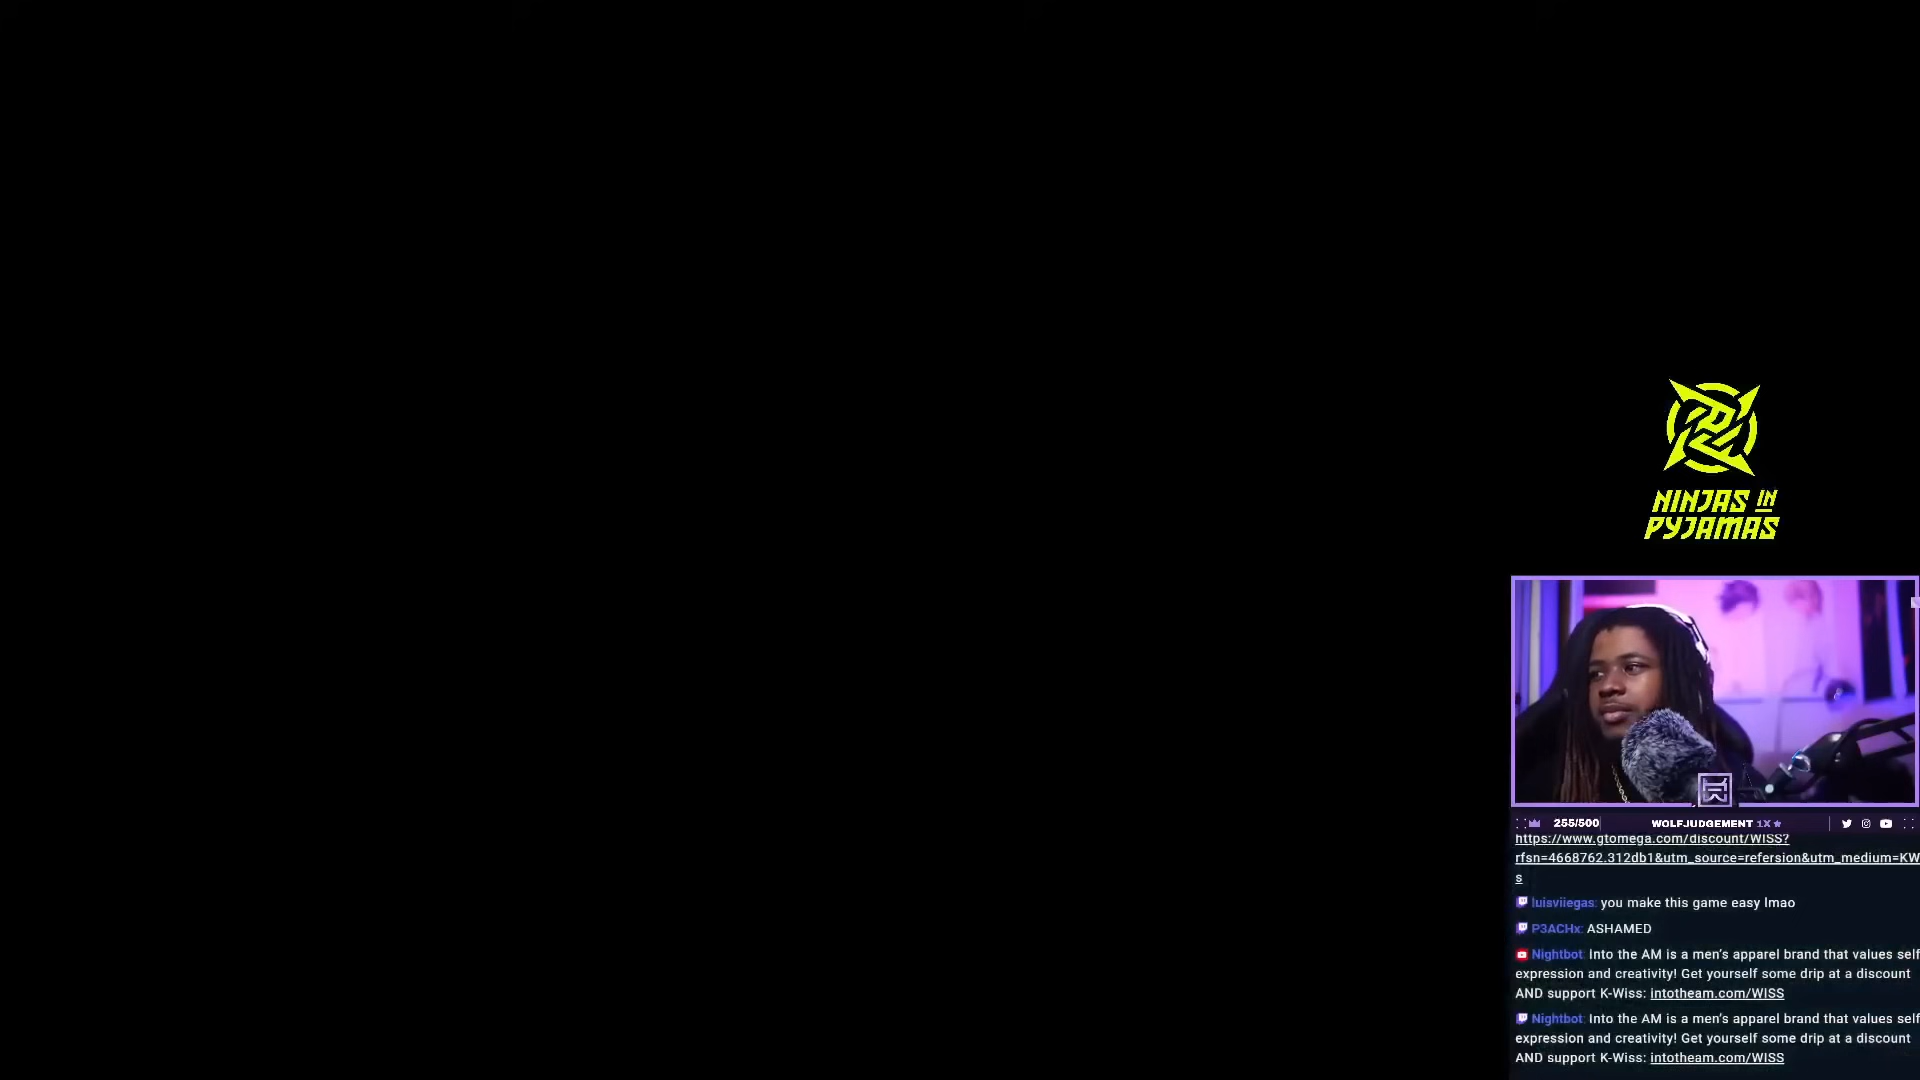 NINJAS IN
PYJAMAS
255/500
WOLFJUDGEMENT 1X
https://www.gtomega.com/discount/WISS?
rfsn=4668762.312db1&utm_source=refersion&utm_medium=KW
s
luisviiegas: you make this game easy lmao
P3ACHx: ASHAMED
Nightbot: Into the AM is a men’s apparel brand that values self
expression and creativity! Get yourself some drip at a discount
AND support K-Wiss: intotheam.com/WISS
Nightbot: Into the AM is a men’s apparel brand that values self
expression and creativity! Get yourself some drip at a discount
AND support K-Wiss: intotheam.com/WISS